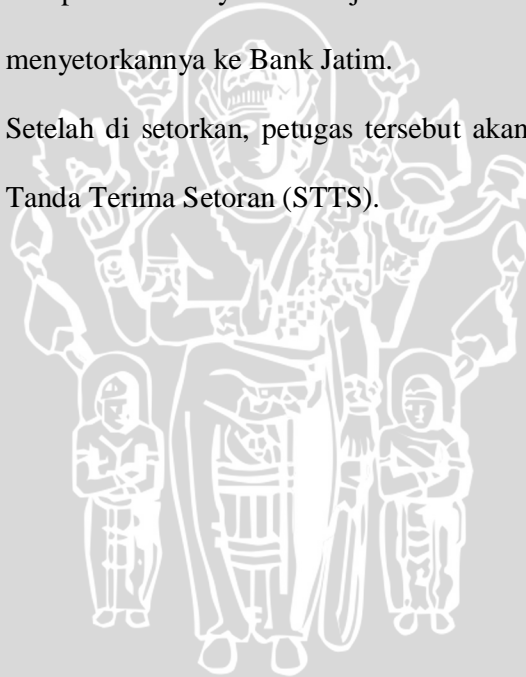 menyetorkannya ke Bank Jatim.
Setelah di setorkan, petugas tersebut akan
Tanda Terima Setoran (STTS).